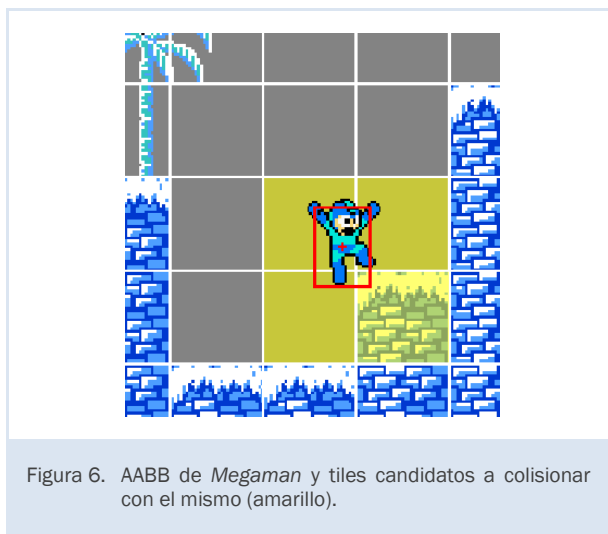 Figura 6. AABB de Megaman y tiles candidatos a colisionar
con el mismo (amarillo).